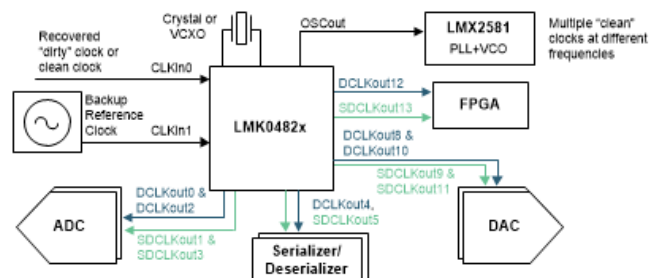 Crystal or
VCXO
OSCout
LMX2581
PLL+VCO
Multiple "clean"
clocks at different
frequencies
Recovered
"dirty" clock or
clean clock
CLKin0
Backup
Reference
Clock
CLKin1
LMK0482x
DCLKout12
SDCLKout13
FPGA
DCLKout8 &
DCLKout10
SDCLKout9 &
SDCLKout11
DAC
DCLKout0 &
DCLKout2
ADC
SDCLKout1 &
SDCLKout3
DCLKout4,
SDCLKout5
Serializer/
Deserializer